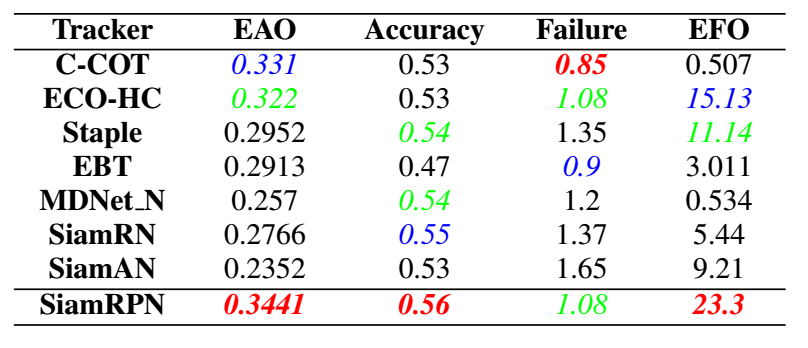 Tracker EAO Accuracy Failure EFO
C-COT 0.331 0.53 0.85 0.507
ECO-HC 0.322 0.53 1.08 15.13
Staple 0.2952 0.54 1.35 11.14
EBT 0.2913 0.47 0.9 3.011
MDNet_N 0.257 0.54 1.2 0.534
SiamRN 0.2766 0.55 1.37 5.44
SiamAN 0.2352 0.53 1.65 9.21
SiamRPN 0.3441 0.56 1.08 23.3